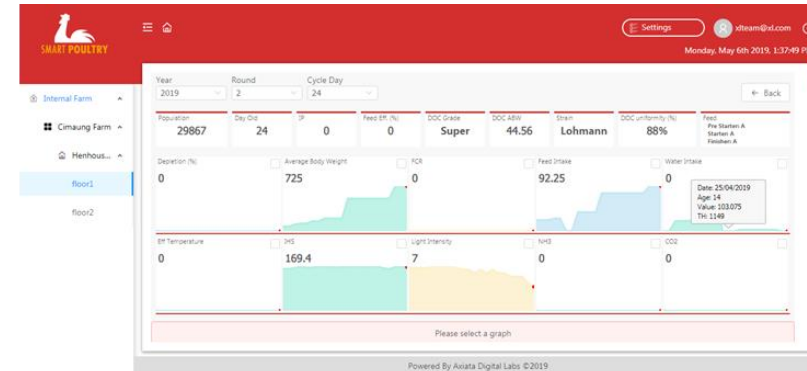 SMART POULTRY
Settings
xlteam@xl.com
Monday, May 6th 2019, 1:37:49 P
Internal Farm
Cimaung Farm
Henhous...
floor1
floor2
Year Round Cycle Day
2019 2 24
← Back
Population Day Old IP Feed Eff. (%) DOC Grade DOC ABW Strain DOC uniformity (%) Feed
29867 24 0 0 Super 44.56 Lohmann 88%
Pre Starten A
Starten A
Finishen A
Depletion (%) Average Body Weight FCR Feed Intake Water Intake
0 725 0 92.25 0
Date: 25/04/2019
Age: 14
Value: 103.075
TH: 1149
Eff Temperature IHS Light Intensity NH3 CO2
0 169.4 7 0 0
Please select a graph
Powered By Axiata Digital Labs ©2019